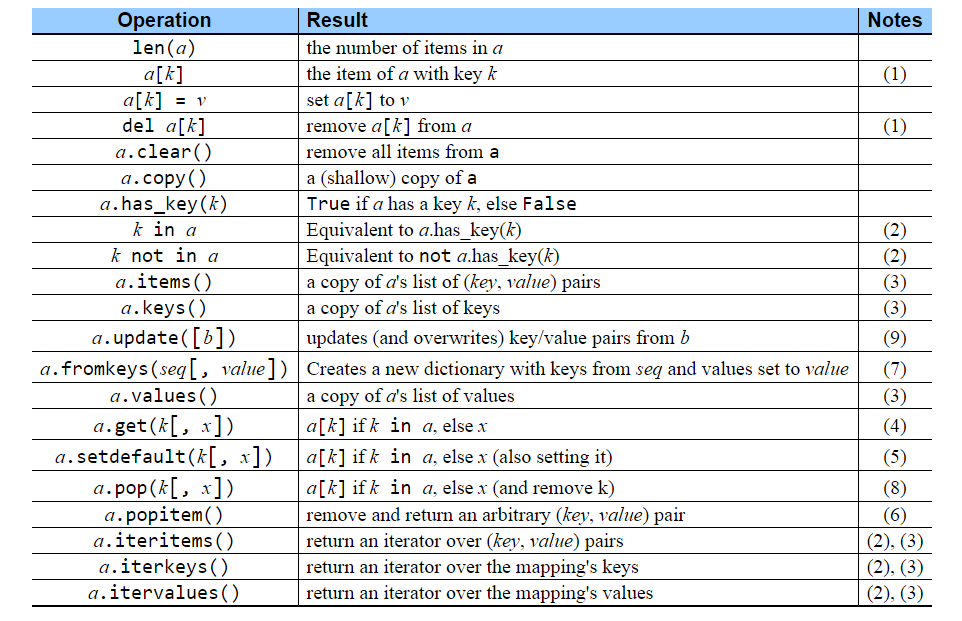 Operation Result Notes
len(a) the number of items in a
a[k] the item of a with key k (1)
a[k] = v set a[k] to v
del a[k] remove a[k] from a (1)
a.clear() remove all items from a
a.copy() a (shallow) copy of a
a.has_key(k) True if a has a key k, else False
k in a Equivalent to a.has_key(k) (2)
k not in a Equivalent to not a.has_key(k) (2)
a.items() a copy of a's list of (key, value) pairs (3)
a.keys() a copy of a's list of keys (3)
a.update([b]) updates (and overwrites) key/value pairs from b (9)
a.fromkeys(seq[, value]) Creates a new dictionary with keys from seq and values set to value (7)
a.values() a copy of a's list of values (3)
a.get(k[, x]) a[k] if k in a, else x (4)
a.setdefault(k[, x]) a[k] if k in a, else x (also setting it) (5)
a.pop(k[, x]) a[k] if k in a, else x (and remove k) (8)
a.popitem() remove and return an arbitrary (key, value) pair (6)
a.iteritems() return an iterator over (key, value) pairs (2), (3)
a.iterkeys() return an iterator over the mapping's keys (2), (3)
a.itervalues() return an iterator over the mapping's values (2), (3)